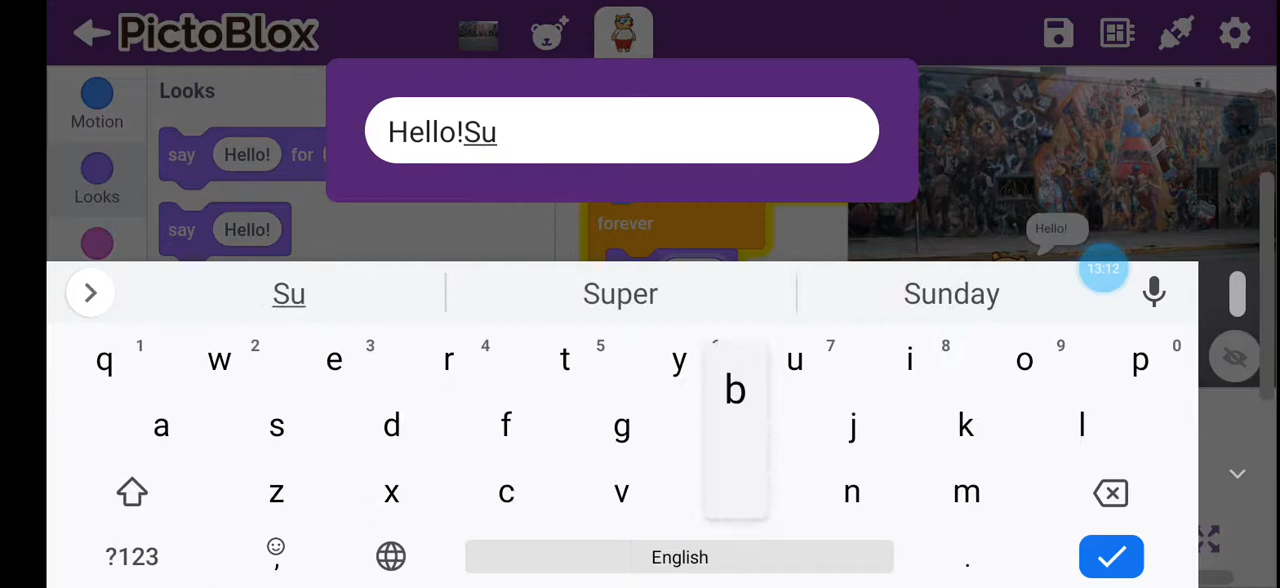 PictoBlox
Hello!Su
Looks
Motion
say Hello! for
Looks
say Hello!
forever
Hello!
13:12
Su Super Sunday
q 1 w 2 e 3 r 4 t 5 y u 7 i 8 o 9 p 0
a s d f g b j k l
z x c v n m
?123 , English .